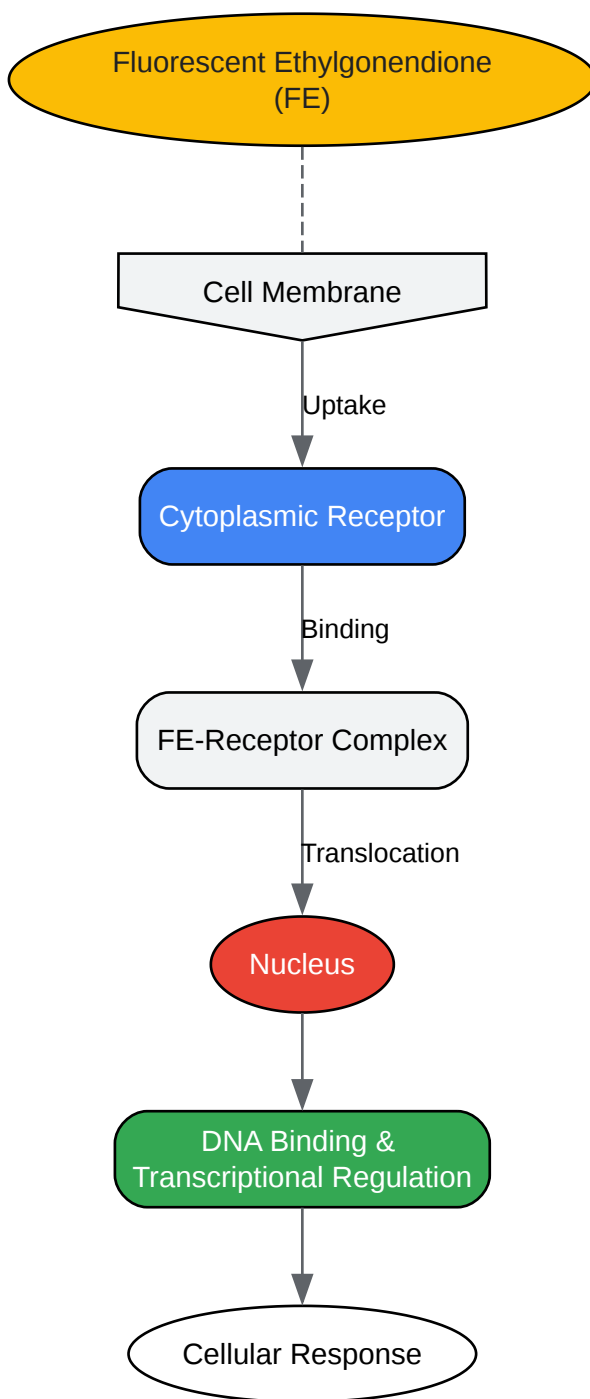 Fluorescent Ethylgonendione
(FE)
Cell Membrane
Uptake
Cytoplasmic Receptor
Binding
FE-Receptor Complex
Translocation
Nucleus
DNA Binding &
Transcriptional Regulation
Cellular Response